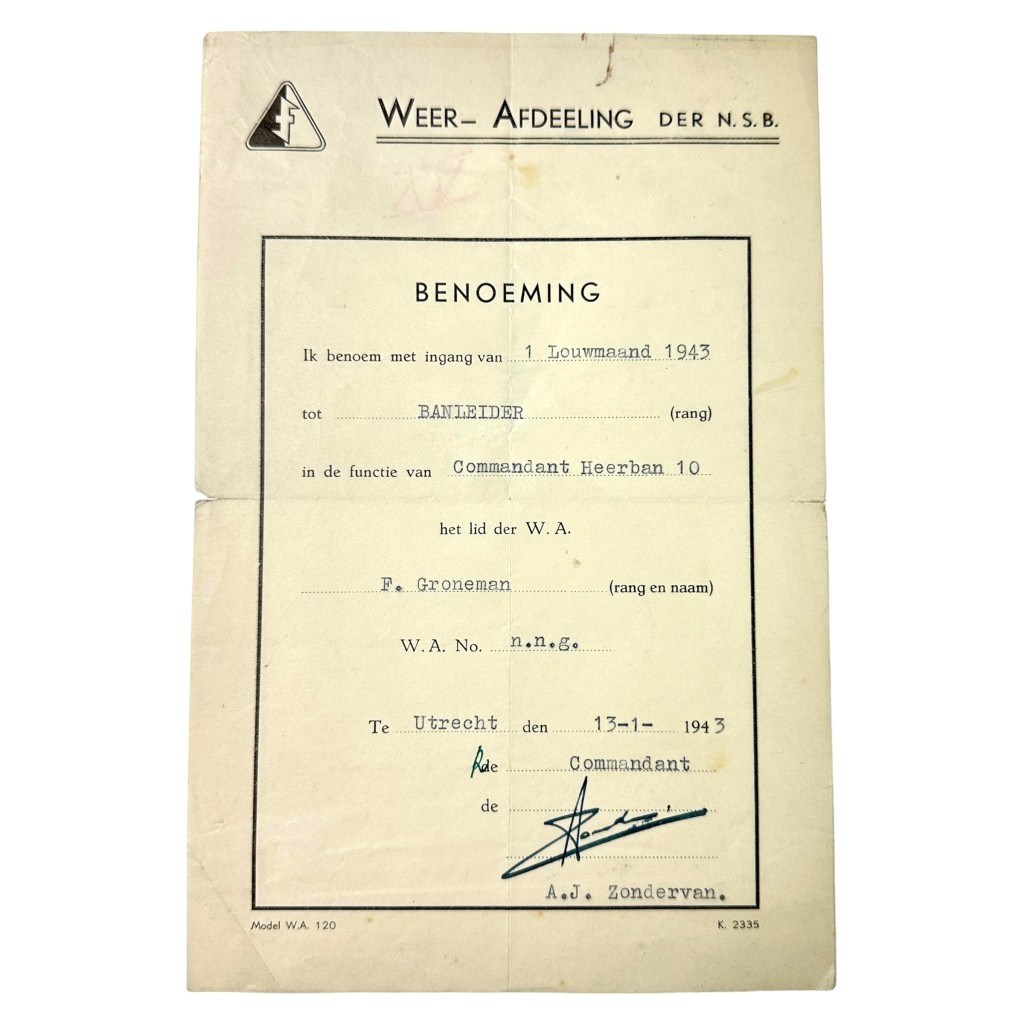 WEER- AFDEELING DER N.S.B.
BENOEMING
Ik benoem met ingang van 1 Louwmaand 1943
tot BANLEIDER (rang)
in de functie van Commandant Heerban 10
het lid der W.A.
F. Groneman (rang en naam)
W.A. No. n.n.g.
Te Utrecht den 13-1- 1943
de Commandant
de
A.J. Zondervan.
Model W.A. 120 K. 2335